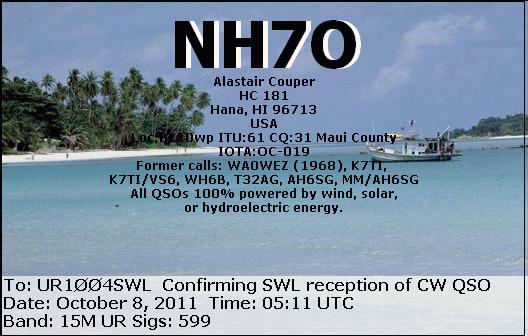 NH7O
Alastair Couper
HC 181
Hana, HI 96713
USA
ITU:61 CQ:31 Maui County
IOTA:OC-019
Former calls: WA0WEZ (1968), K7TI,
K7TI/VS6, WH6B, T32AG, AH6SG, MM/AH6SG
All QSOs 100% powered by wind, solar,
or hydroelectric energy.
To: UR1ØØ4SWL Confirming SWL reception of CW QSO
Date: October 8, 2011 Time: 05:11 UTC
Band: 15M UR Sigs: 599